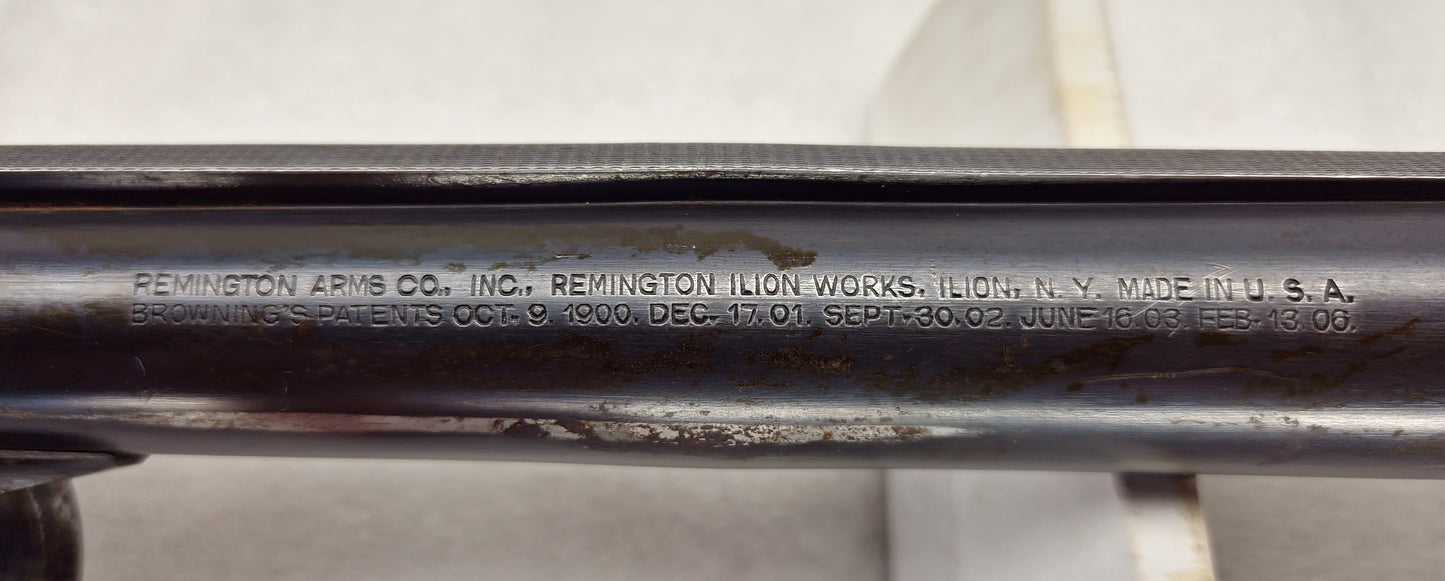 REMINGTON ARMS CO., INC., REMINGTON ILION WORKS, ILION, N. Y. MADE IN U. S. A.
BROWNING'S PATENTS OCT. 9. 1900. DEC. 17. 01. SEPT. 30. 02. JUNE 16. 03. FEB. 13. 06.